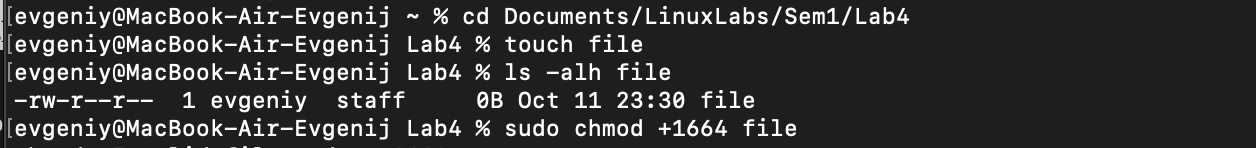 [evgeniy@MacBook-Air-Evgenij ~ % cd Documents/LinuxLabs/Sem1/Lab4
[evgeniy@MacBook-Air-Evgenij Lab4 % touch file
[evgeniy@MacBook-Air-Evgenij Lab4 % ls -alh file
-rw-r--r--  1 evgeniy  staff     0B Oct 11 23:30 file
[evgeniy@MacBook-Air-Evgenij Lab4 % sudo chmod +1664 file